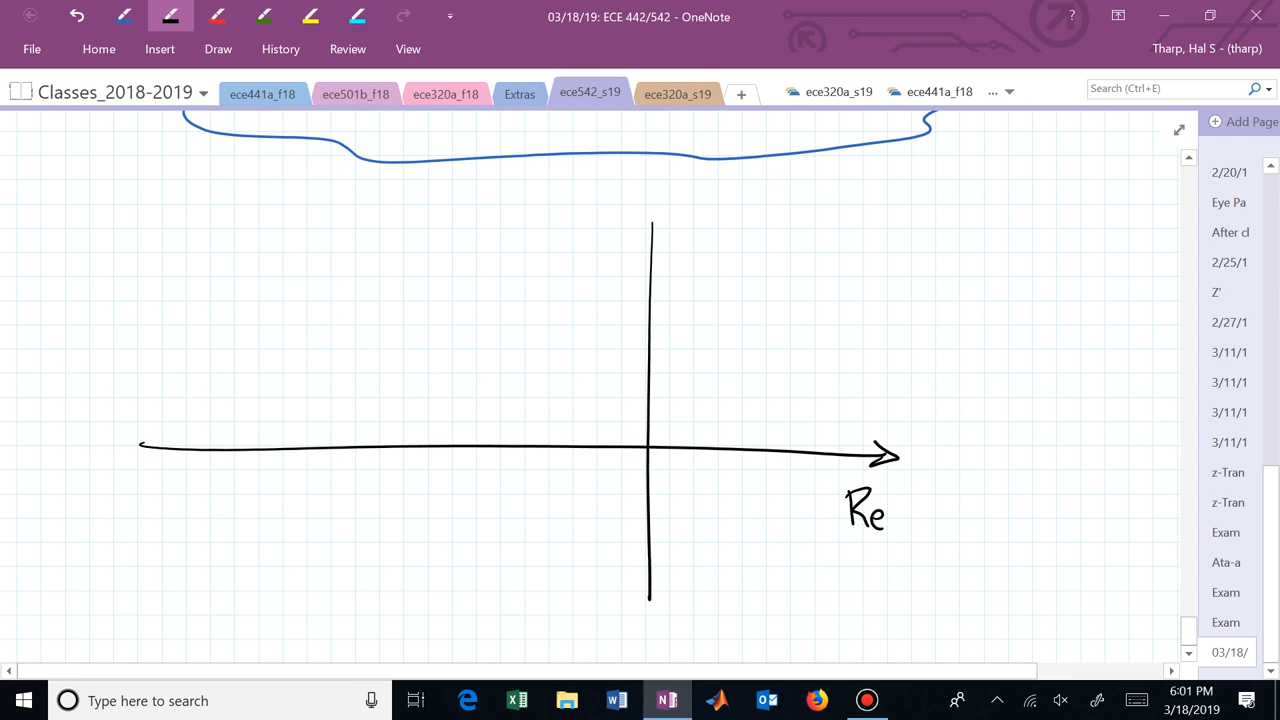 03/18/19: ECE 442/542 - OneNote
?
File Home Insert Draw History Review View
Tharp, Hal S - (tharp)
Classes_2018-2019
ece441a_f18 ece501b_f18 ece320a_f18 Extras ece542_s19 ece320a_s19
ece320a_s19 ece441a_f18 ...
Search (Ctrl+E)
Add Page
2/20/1
Eye Pa
After cl
2/25/1
Z'
2/27/1
3/11/1
3/11/1
3/11/1
3/11/1
z-Tran
z-Tran
Exam
Ata-a
Exam
Exam
03/18/
Re
Type here to search
6:01 PM
3/18/2019